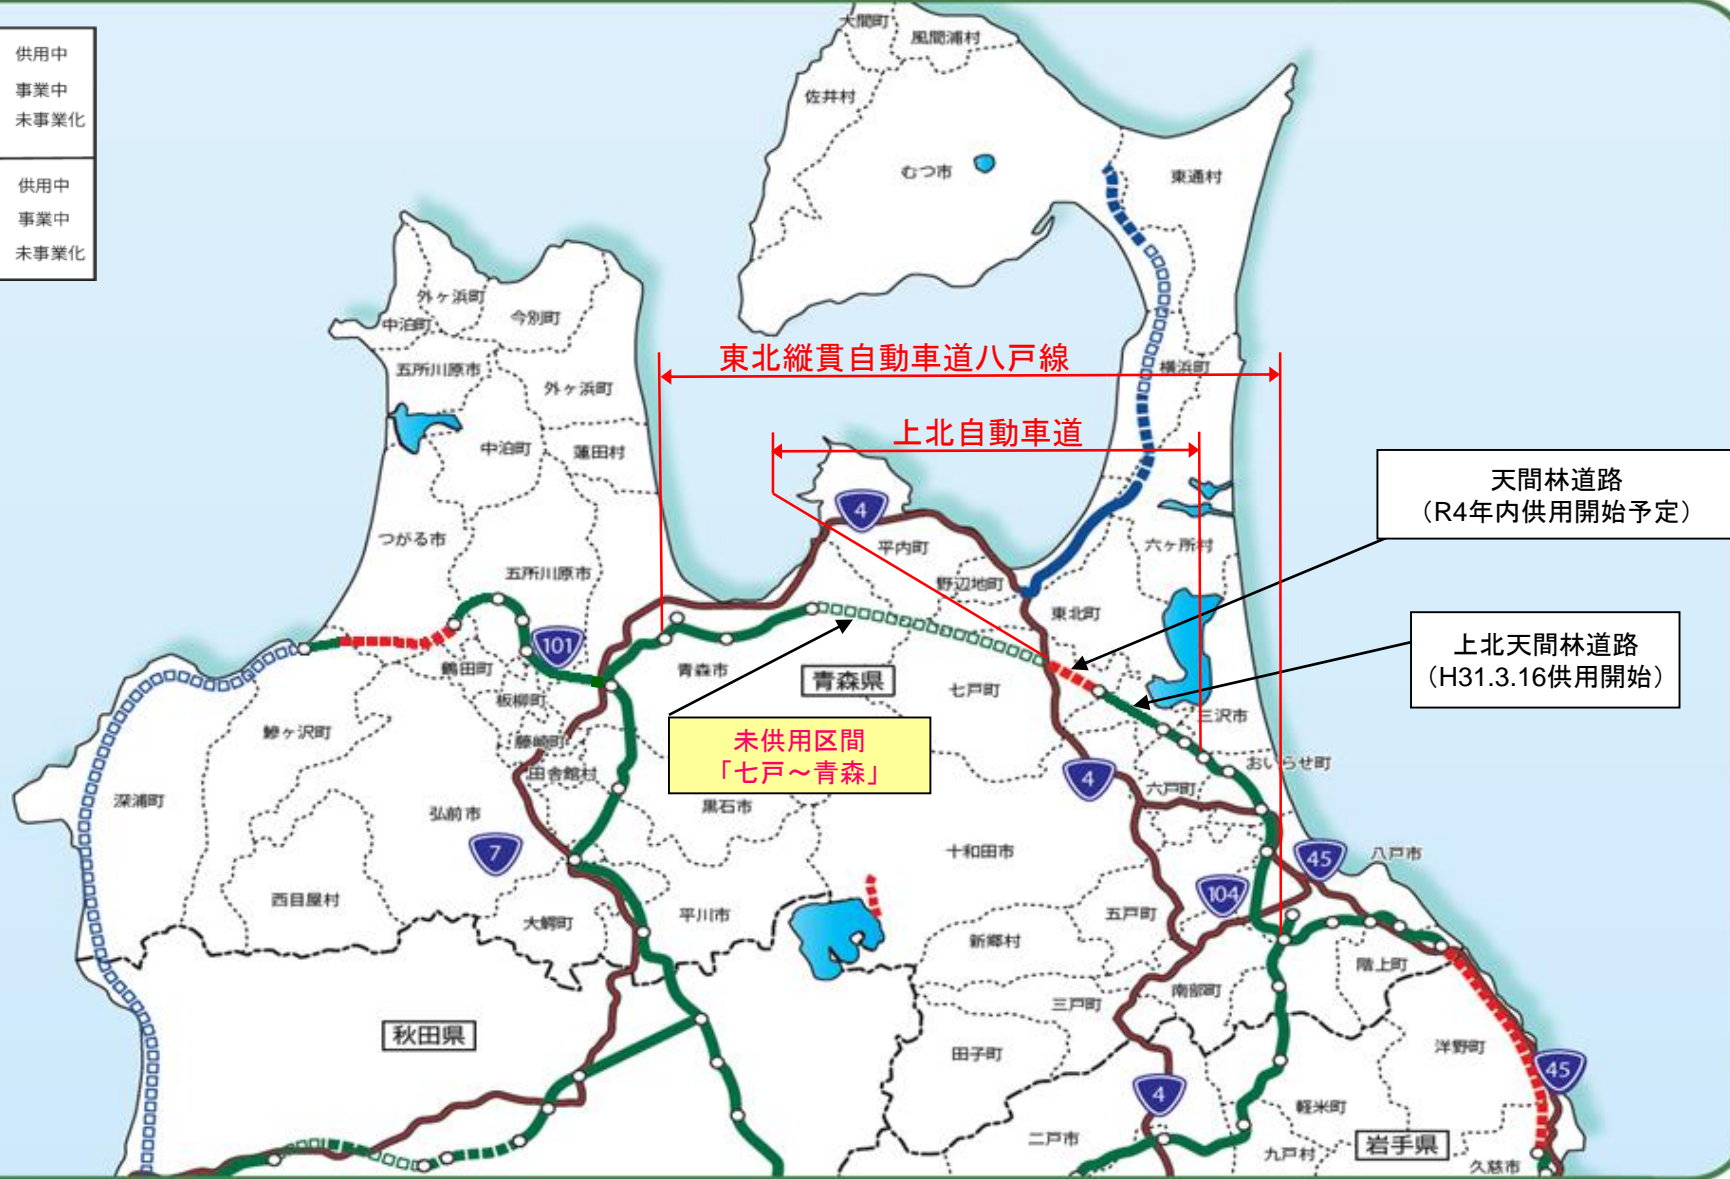 供用中
事業中
未事業化
供用中
事業中
未事業化
大間町
風間浦村
佐井村
むつ市
東通村
外ヶ浜町
中泊町
今別町
五所川原市
外ヶ浜町
中泊町
蓬田村
東北縦貫自動車道八戸線
横浜町
上北自動車道
4
天間林道路
（R4年内供用開始予定）
つがる市
五所川原市
平内町
野辺地町
六ヶ所村
東北町
101
鶴田町
青森市
青森県
七戸町
上北天間林道路
（H31.3.16供用開始）
板柳町
鰺ヶ沢町
藤崎町
田舎館村
未供用区間
「七戸～青森」
三沢市
おいらせ町
4
六戸町
深浦町
弘前市
黒石市
7
十和田市
45
八戸市
西目屋村
大鰐町
平川市
104
五戸町
新郷村
階上町
南部町
三戸町
秋田県
田子町
洋野町
45
4
軽米町
二戸市
九戸村
岩手県
久慈市